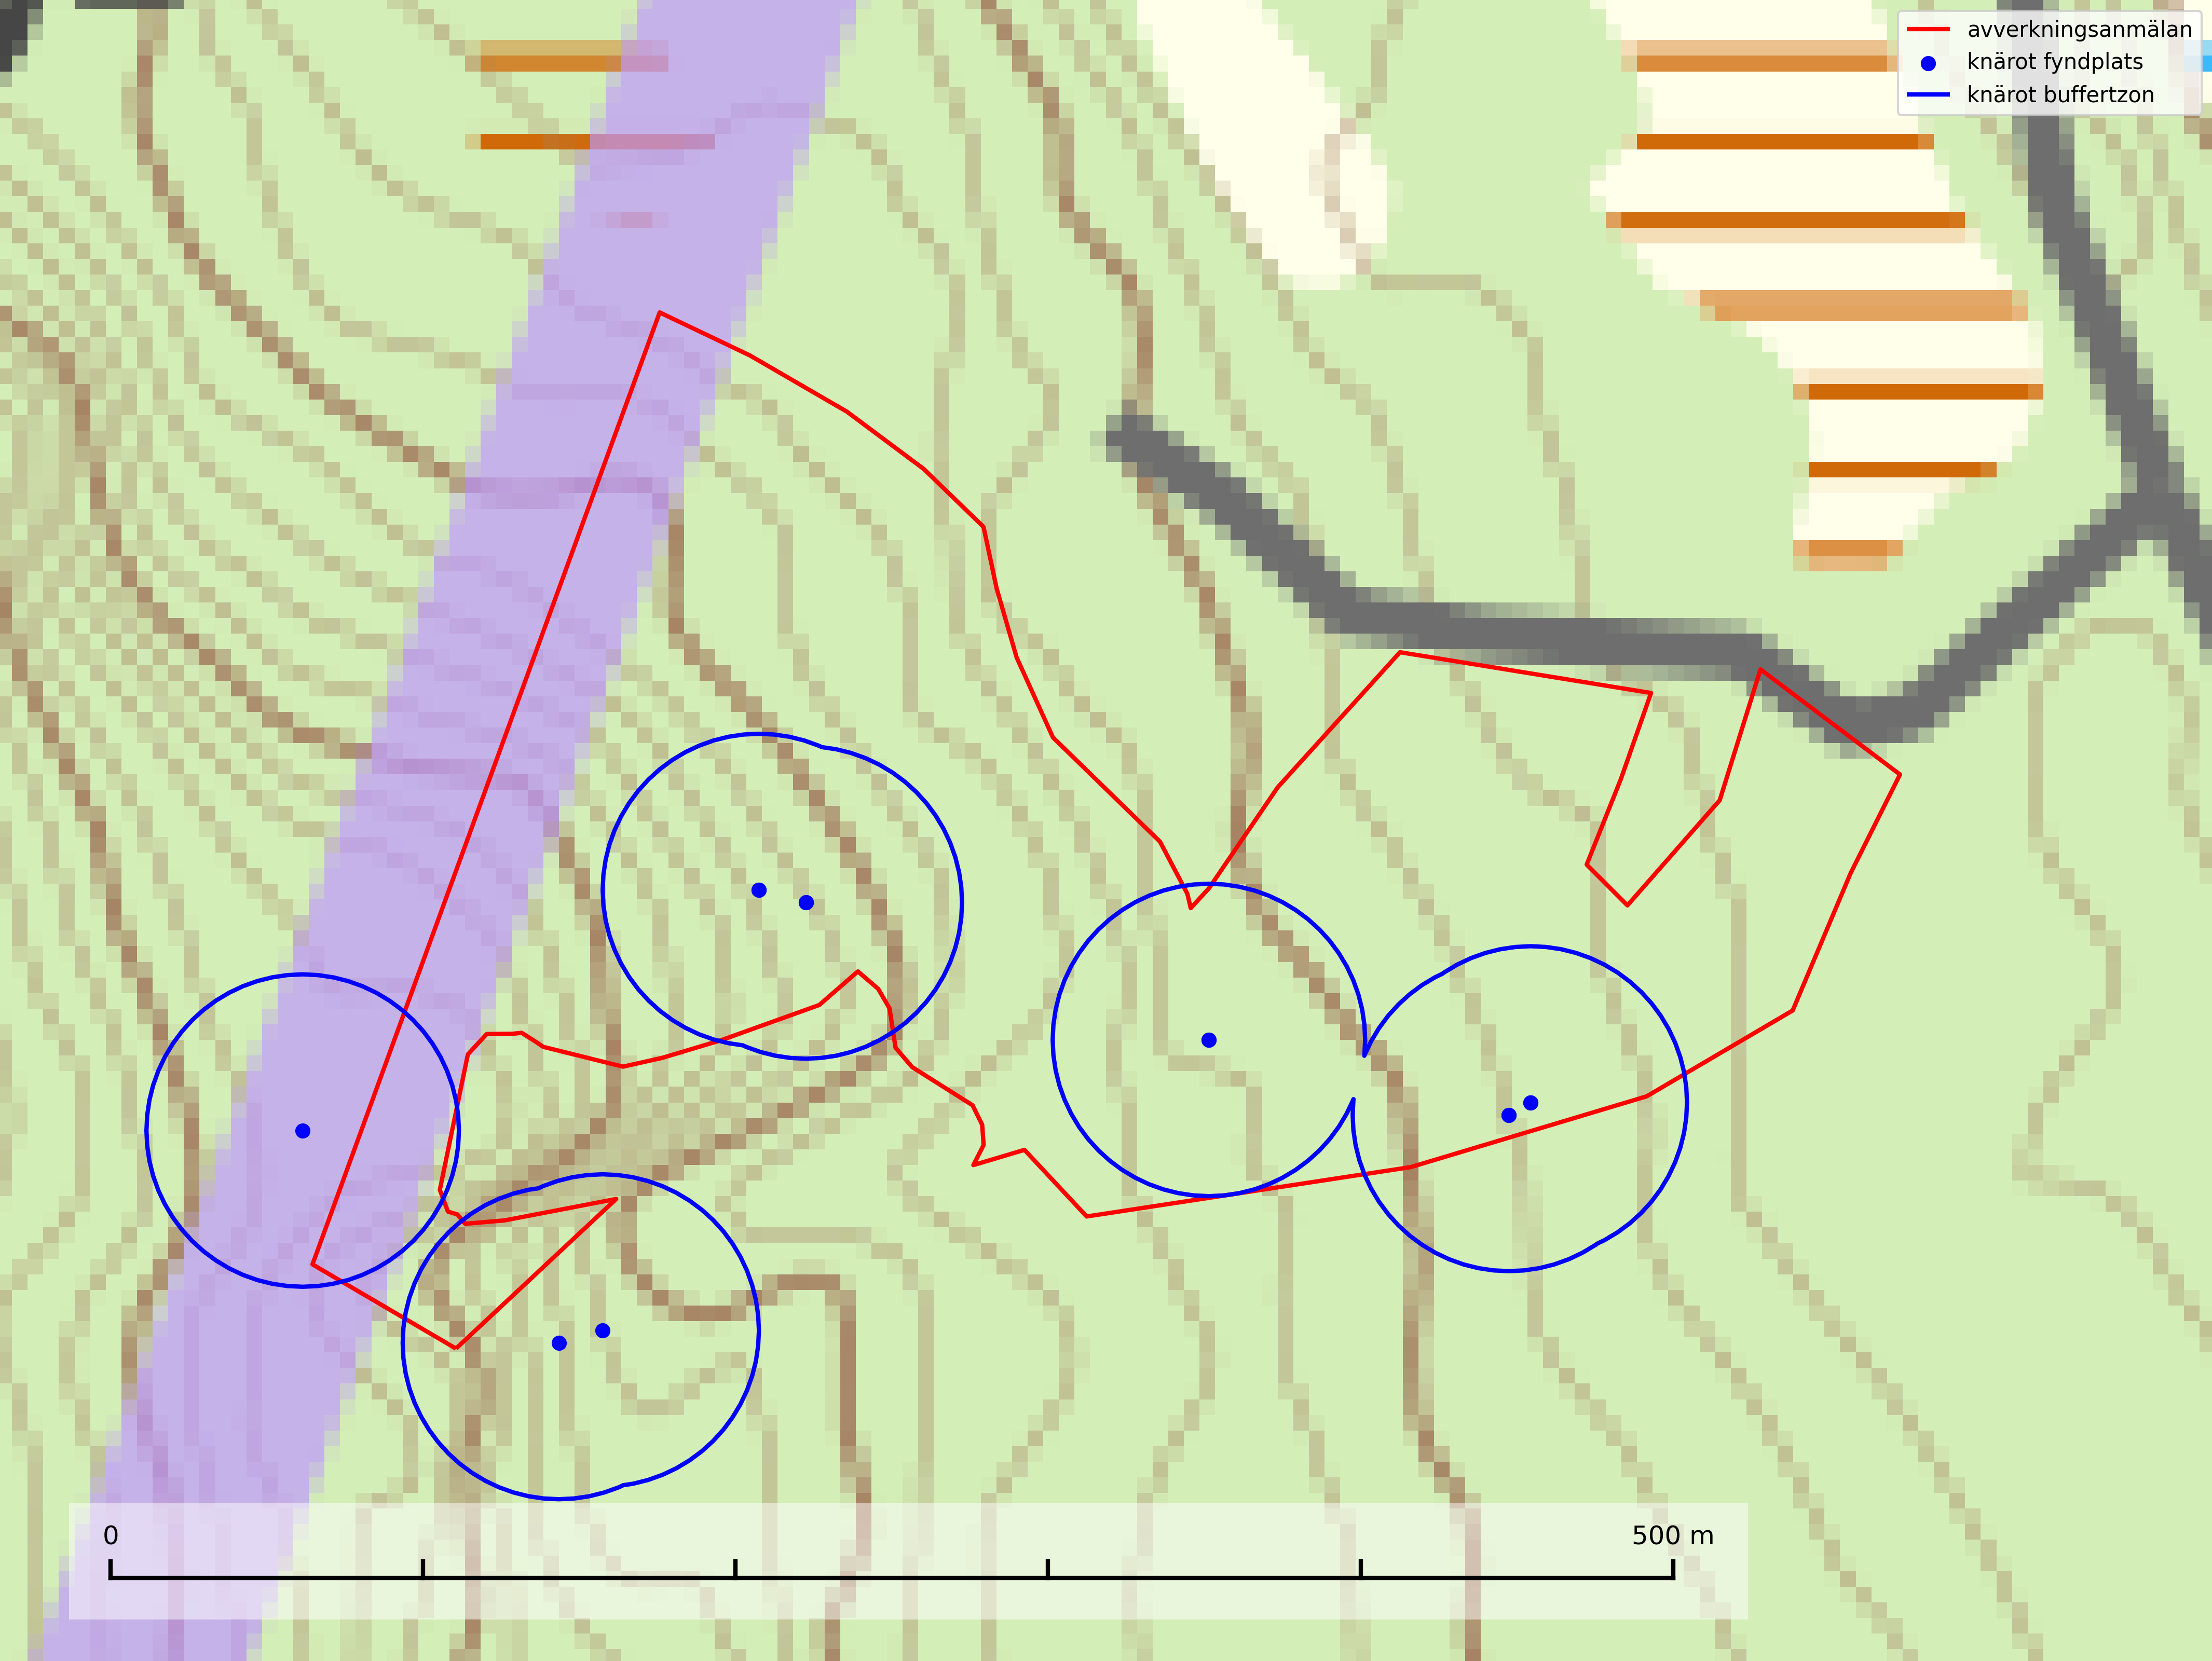 avverkningsanmälan
knärot fyndplats
knärot buffertzon
0
500 m